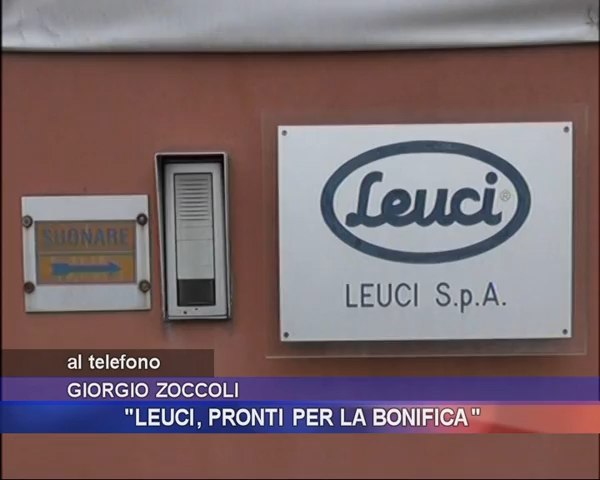 Leuci®
LEUCI S.p.A.
SUONARE
al telefono
GIORGIO ZOCCOLI
"LEUCI, PRONTI PER LA BONIFICA"